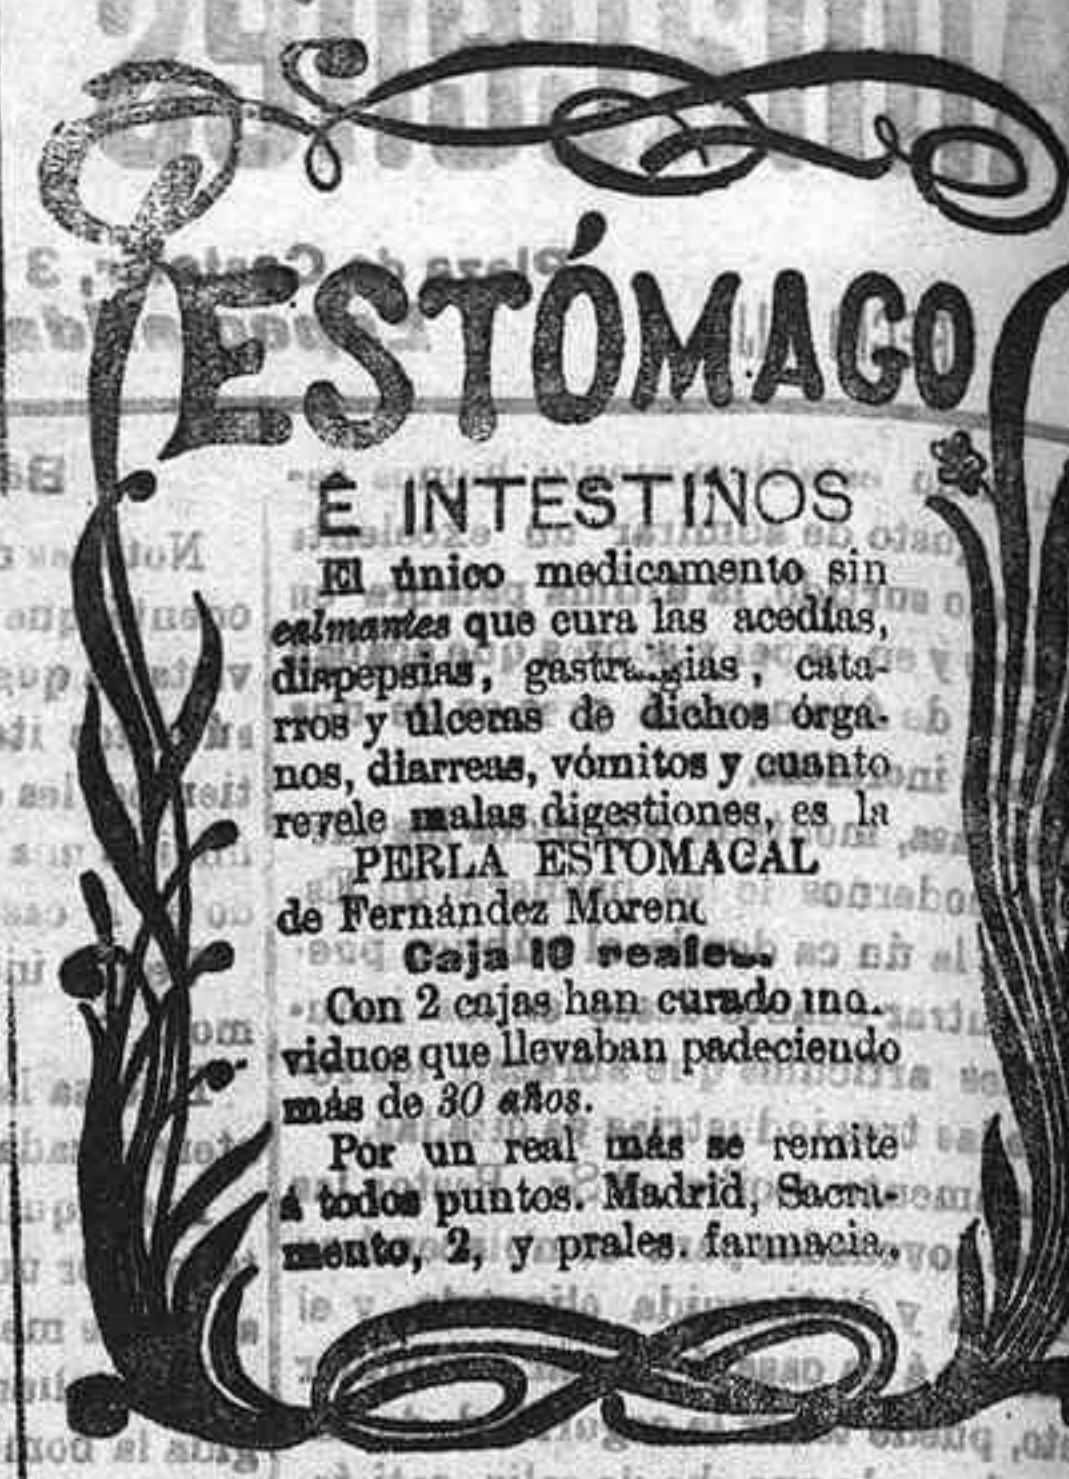 ESTÓMAGO
É INTESTINOS
El único medicamento sin
calmantes que cura las acedías,
dispepsias, gastralgias, cata-
rros y úlceras de dichos órga-
nos, diarreas, vómitos y cuanto
revele malas digestiones, es la
PERLA ESTOMACAL
de Fernández Moreno
Caja 10 reales.
Con 2 cajas han curado
viduos que llevaban padeciendo
más de 30 años.
Por un real más se remite
á todos puntos. Madrid, Sacra-
mento, 2, y prales. farmacia.